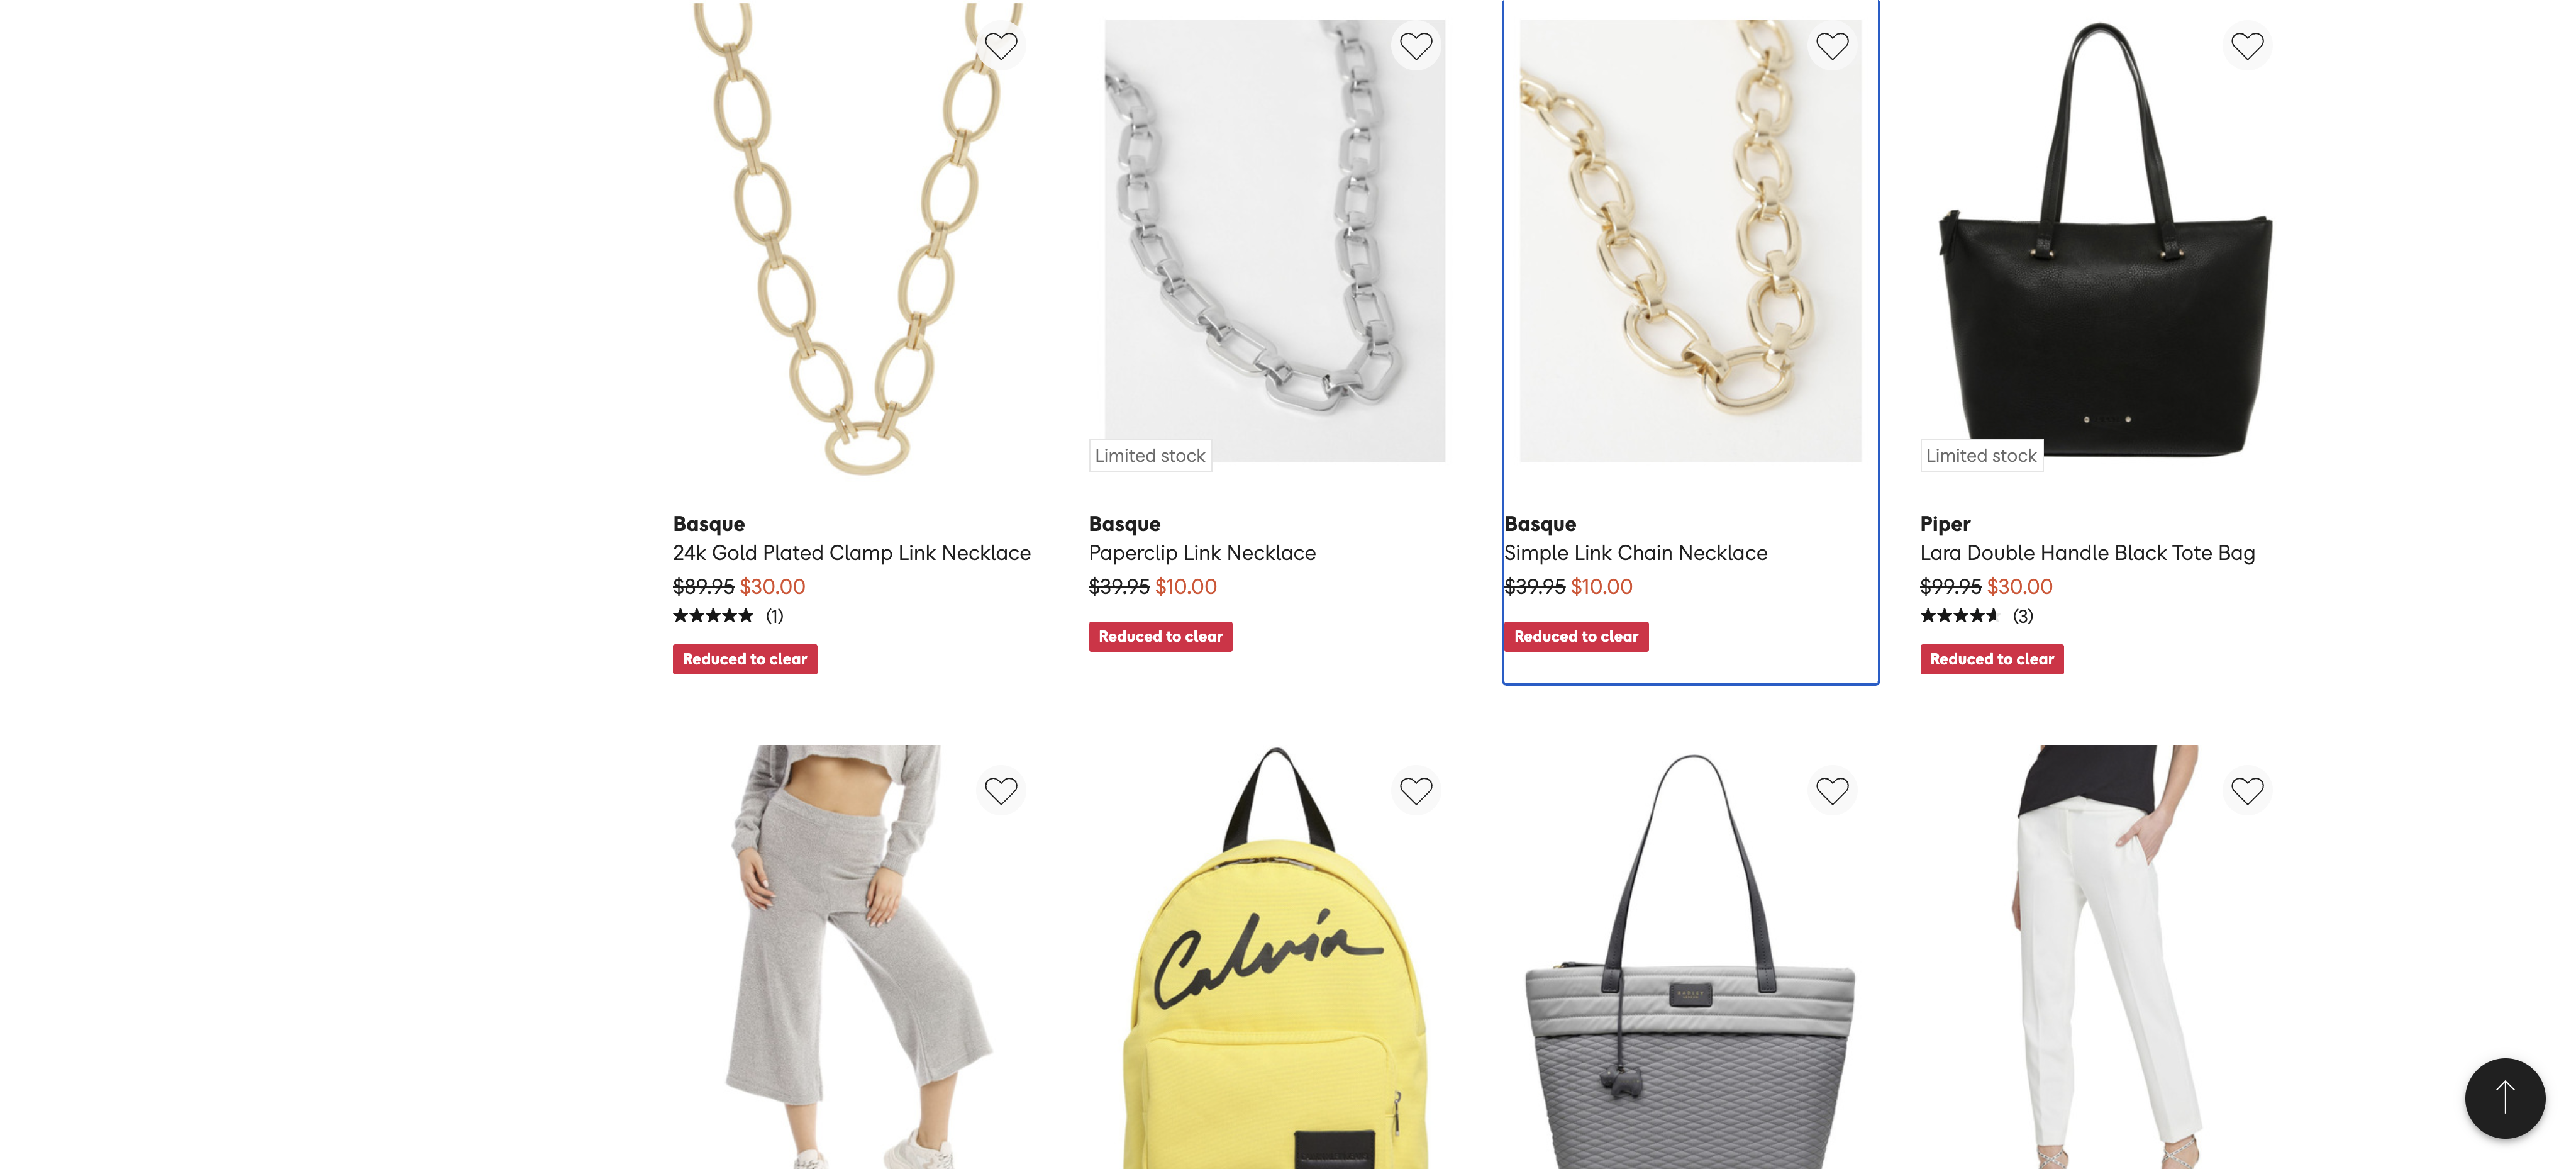 Limited stock
Limited stock
Basque
24k Gold Plated Clamp Link Necklace
$89.95 $30.00
(1)
Reduced to clear
Basque
Paperclip Link Necklace
$39.95 $10.00
Reduced to clear
Basque
Simple Link Chain Necklace
$39.95 $10.00
Reduced to clear
Piper
Lara Double Handle Black Tote Bag
$99.95 $30.00
(3)
Reduced to clear
Calvin